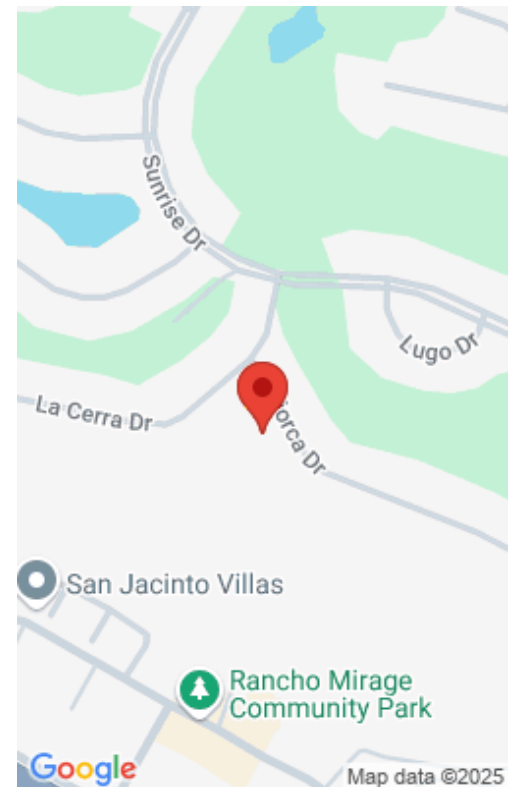 Sunrise Dr
Lugo Dr
La Cerra Dr
Dr
San Jacinto Villas
Rancho Mirage
Community Park
Google
Map data ©2025